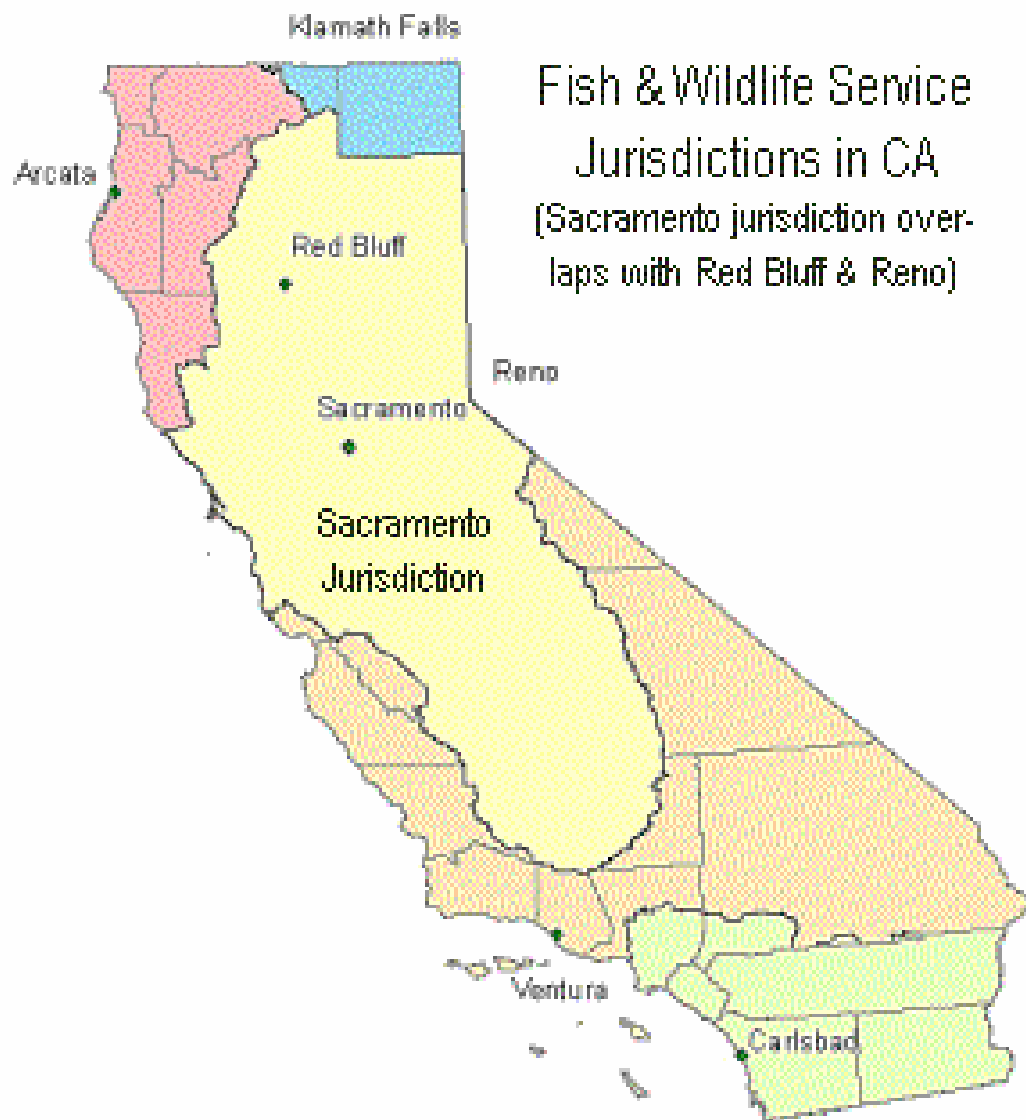 Klamath Falls
Fish & Wildlife Service
Jurisdictions in CA
(Sacramento jurisdiction over-
laps with Red Bluff & Reno)
Arcata
Red Bluff
Reno
Sacramento
Sacramento
Jurisdiction
Ventura
Carlsbad